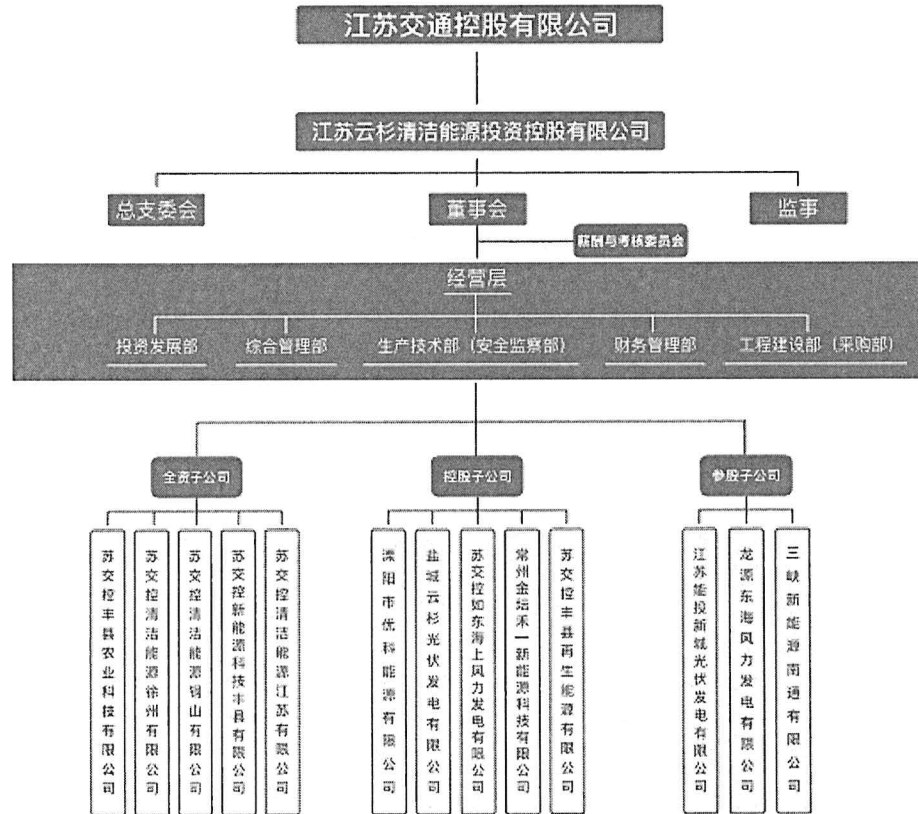 江苏交通控股有限公司
江苏云杉清洁能源投资控股有限公司
总支委会
董事会
监事
薪酬与考核委员会
经营层
投资发展部
综合管理部
生产技术部（安全监察部）
财务管理部
工程建设部（采购部）
全资子公司
控股子公司
参股子公司
苏交控丰县农业科技有限公司
苏交控清洁能源徐州有限公司
苏交控清洁能源铜山有限公司
苏交控新能源科技丰县有限公司
苏交控清洁能源江苏有限公司
溧阳市优科能源有限公司
盐城云杉光伏发电有限公司
苏交控如东海上风力发电有限公司
常州金坛禾一新能源科技有限公司
苏交控丰县再生能源有限公司
江苏能投新城光伏发电有限公司
龙源东海风力发电有限公司
三峡新能源南通有限公司